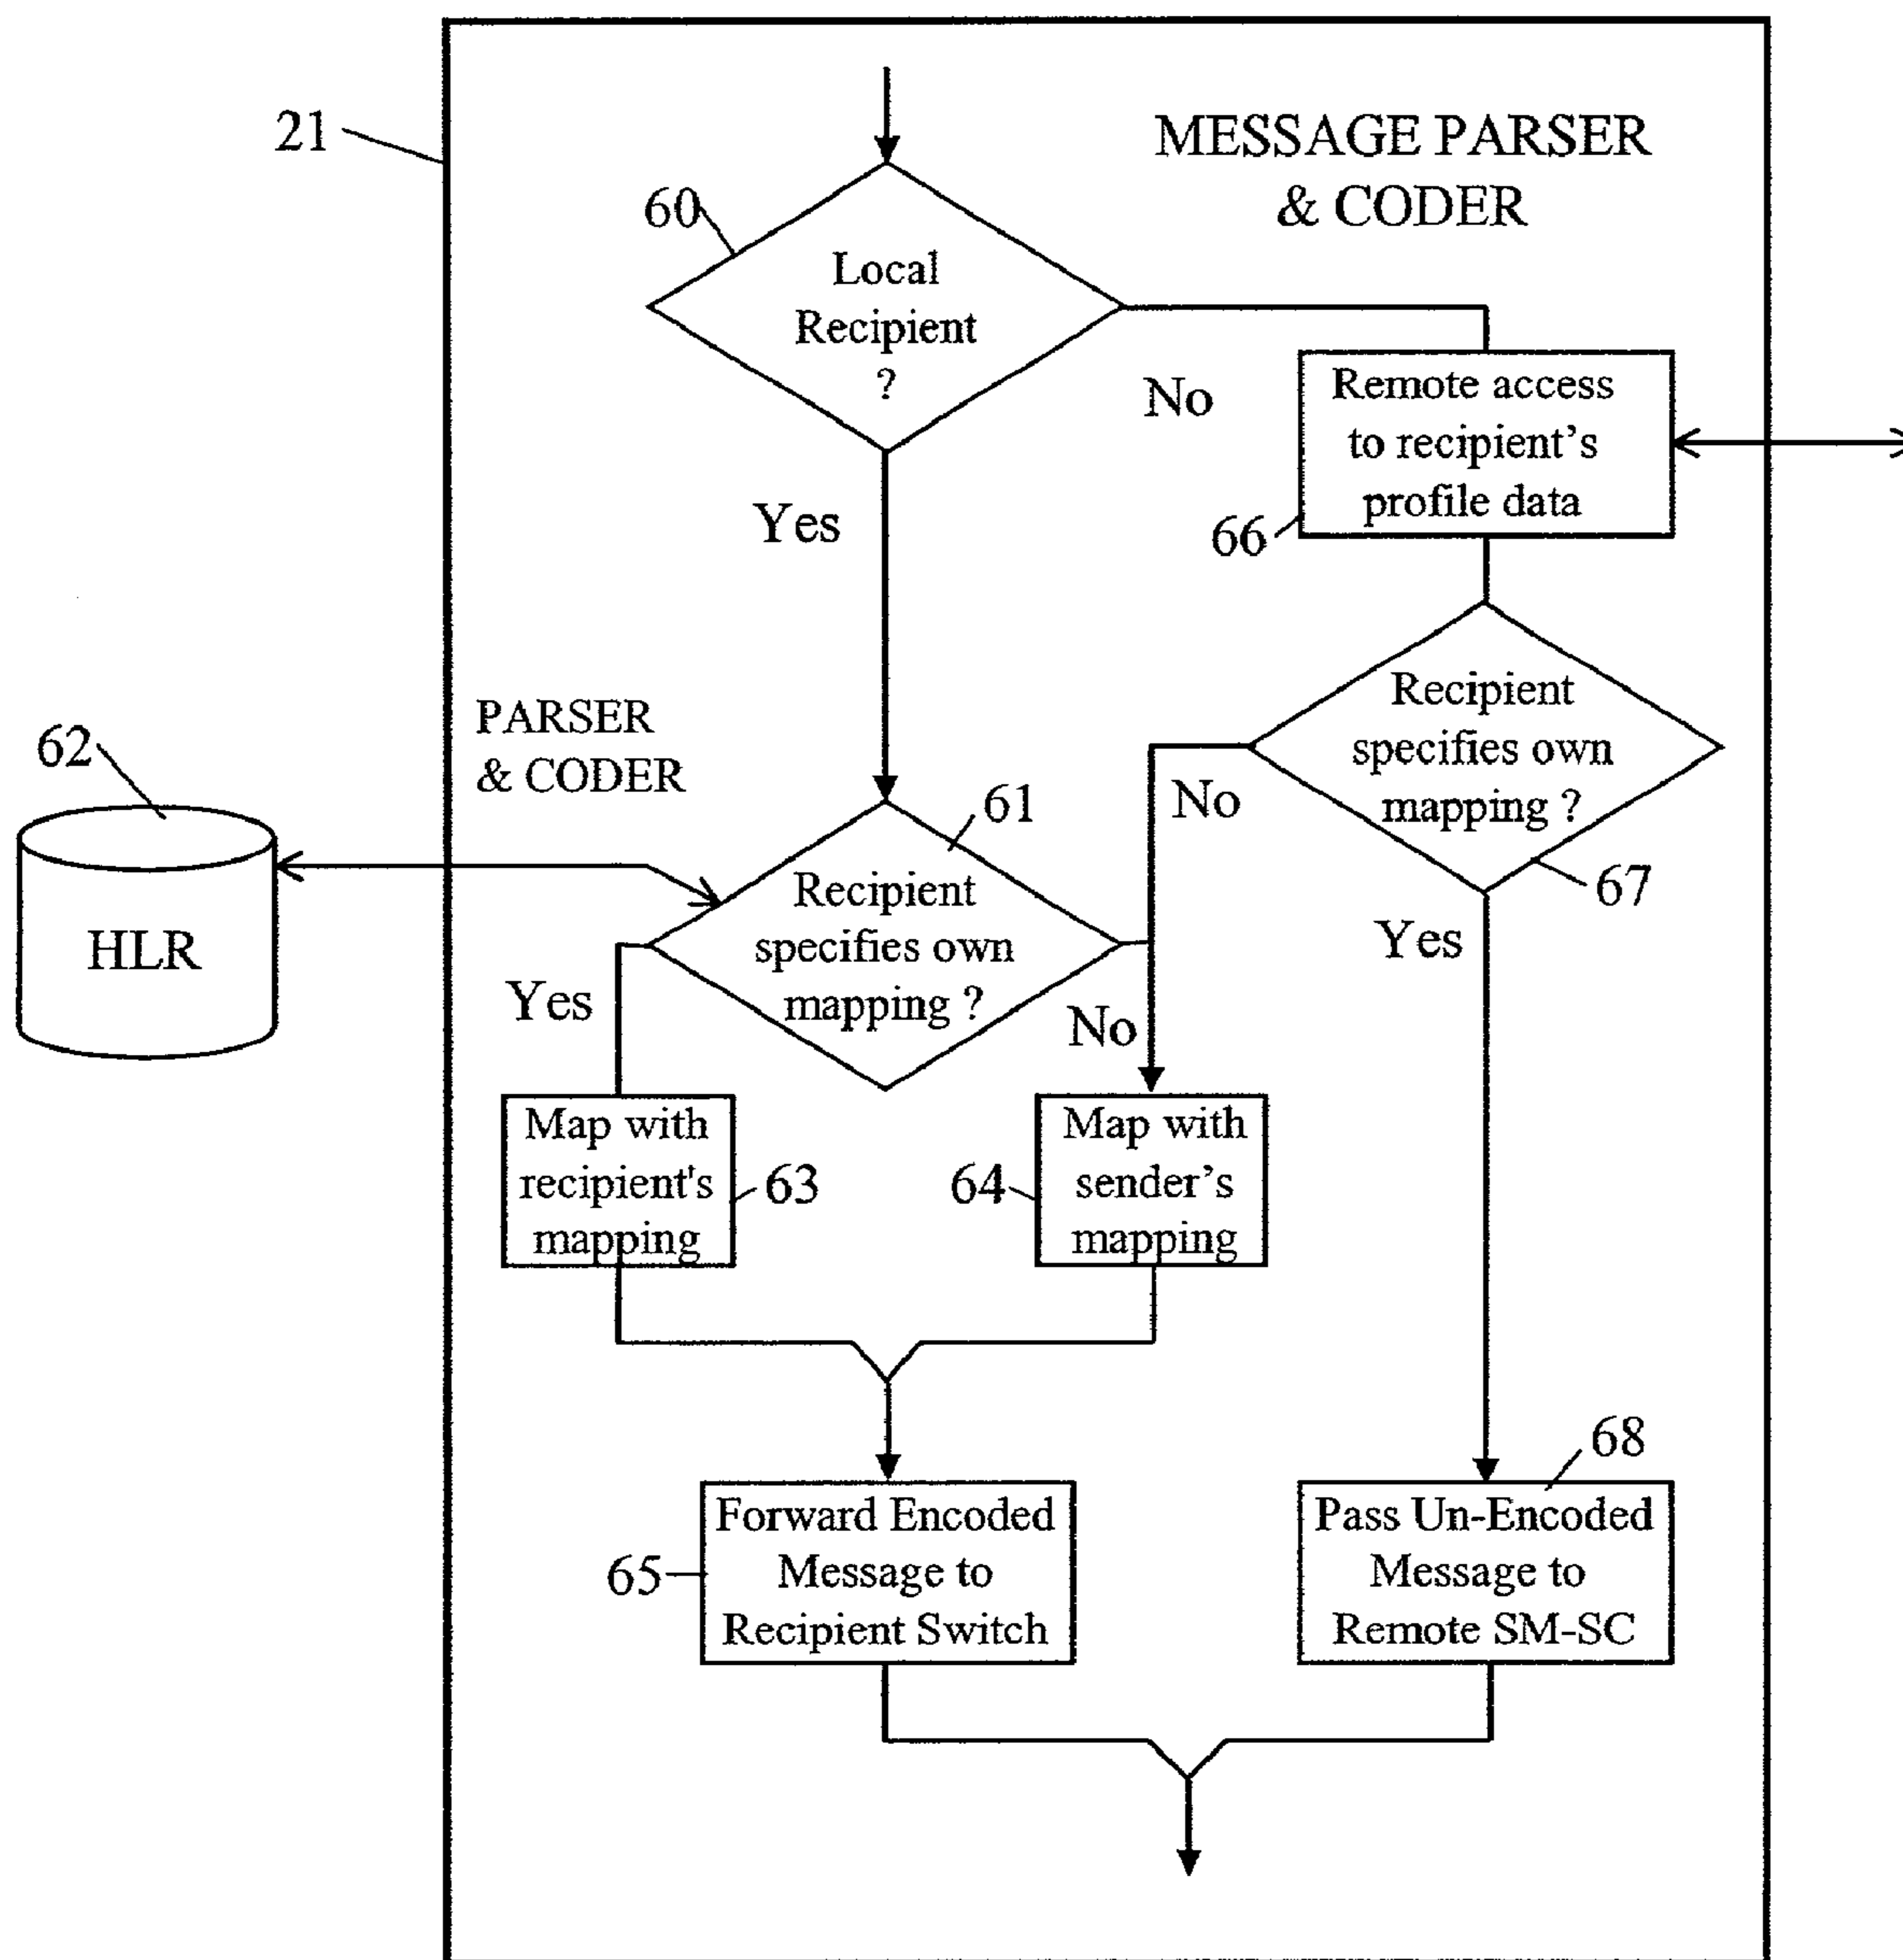 21
MESSAGE PARSER
& CODER
60
Local
Recipient
?
No
Remote access
to recipient's
profile data
66
Yes
PARSER
& CODER
62
HLR
61
Recipient
specifies own
mapping ?
Recipient
specifies own
mapping ?
No
67
Yes
Yes
No
Map with
recipient's
mapping
63
64
Map with
sender's
mapping
68
Forward Encoded
Message to
Recipient Switch
65
Pass Un-Encoded
Message to
Remote SM-SC